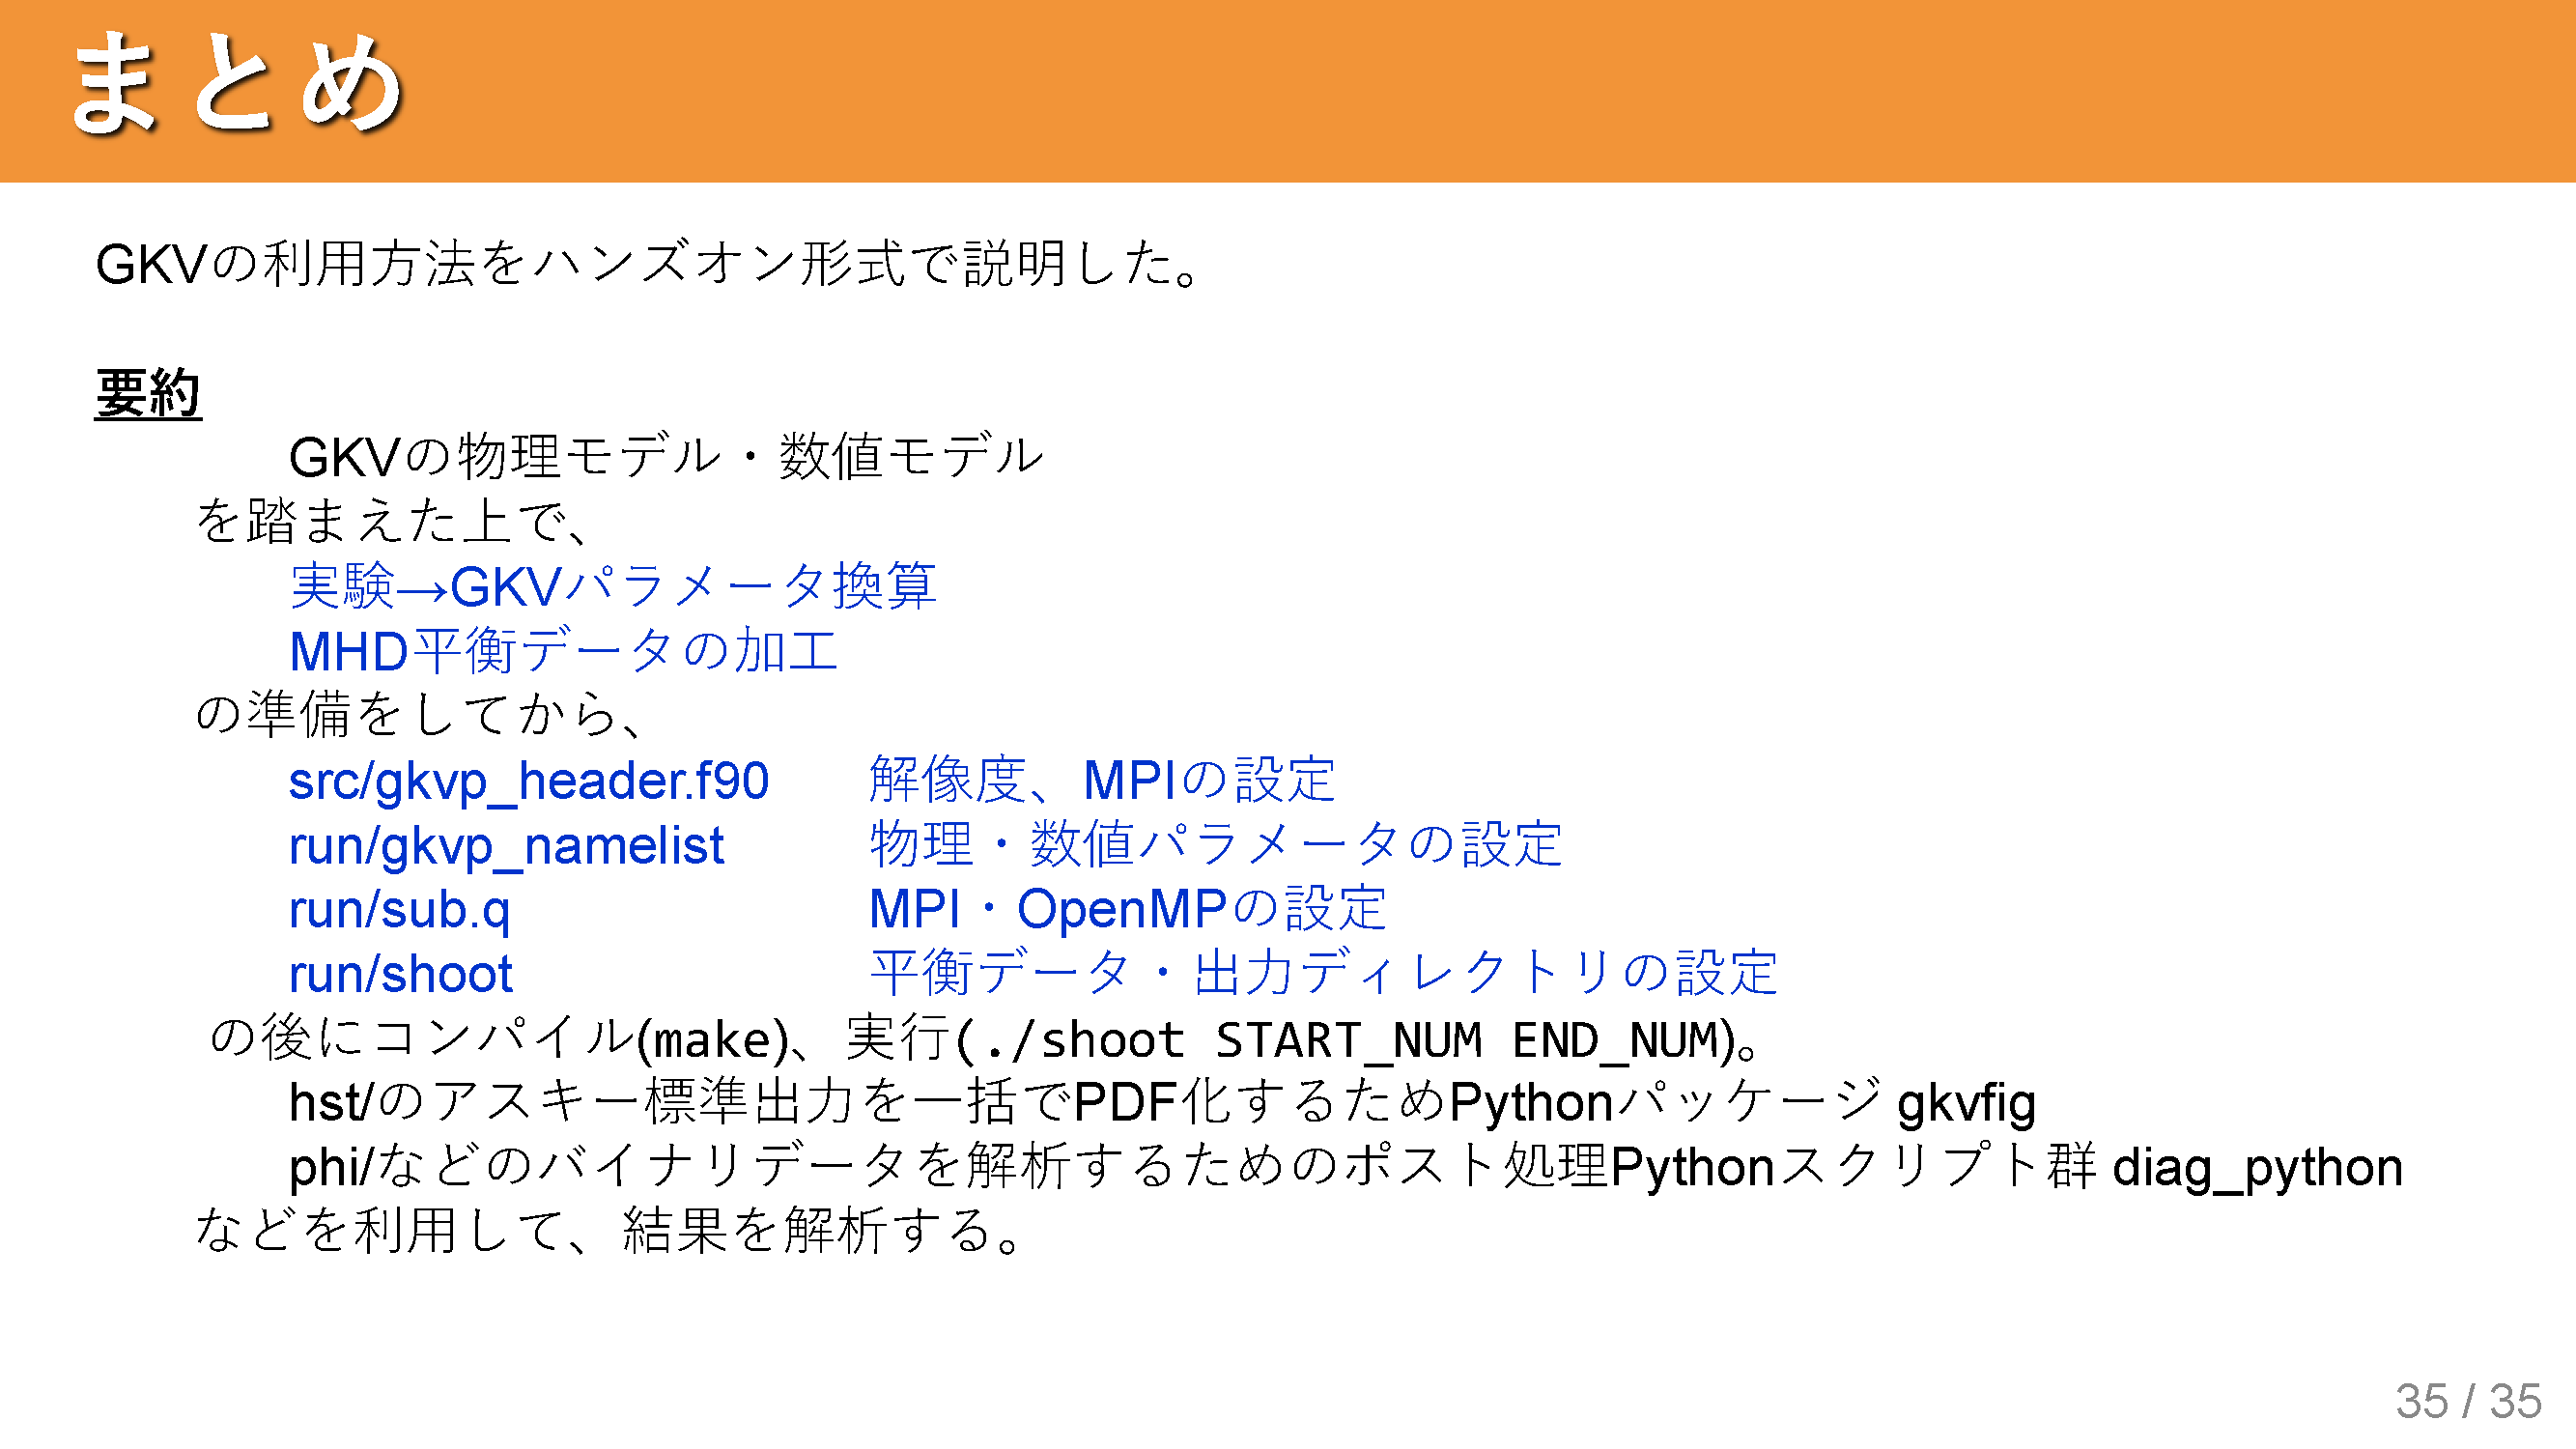 まとめ
GKVの利用方法をハンズオン形式で説明した。
要約
GKVの物理モデル・数値モデル
を踏まえた上で、
実験→GKVパラメータ換算
MHD平衡データの加工
の準備をしてから、
src/gkvp_header.f90 解像度、MPIの設定
run/gkvp_namelist 物理・数値パラメータの設定
run/sub.q MPI・OpenMPの設定
run/shoot 平衡データ・出力ディレクトリの設定
の後にコンパイル(make)、実行(./shoot START_NUM END_NUM)。
hst/のアスキー標準出力を一括でPDF化するためPythonパッケージ gkvfig
phi/などのバイナリデータを解析するためのポスト処理Pythonスクリプト群 diag_python
などを利用して、結果を解析する。
35 / 35